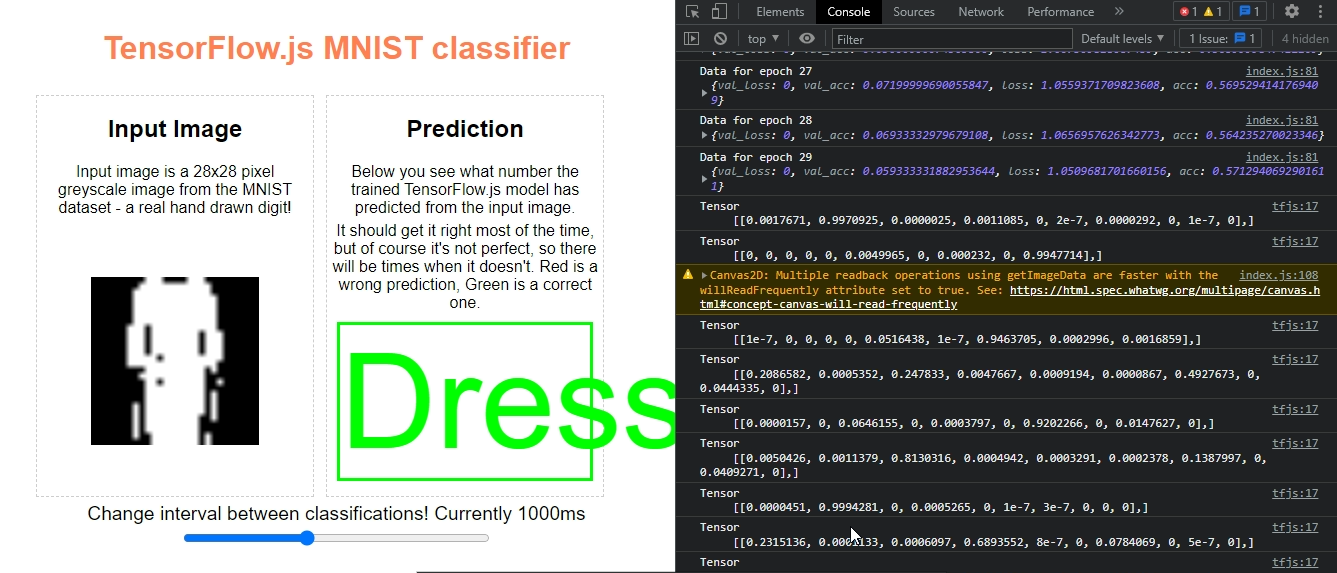 TensorFlow.js MNIST classifier
Input Image
Input image is a 28x28 pixel
greyscale image from the MNIST
dataset - a real hand drawn digit!
Prediction
Below you see what number the
trained TensorFlow.js model has
predicted from the input image.
It should get it right most of the time,
but of course it's not perfect, so there
will be times when it doesn't. Red is a
wrong prediction, Green is a correct
one.
Dress
Change interval between classifications! Currently 1000ms
Elements Console Sources Network Performance » 1 1 1
top Filter Default levels 1 Issue: 1 4 hidden
Data for epoch 27 index.js:81
{val_loss: 0, val_acc: 0.07199999690055847, loss: 1.0559371709823608, acc: 0.569529414176940
9}
Data for epoch 28 index.js:81
{val_loss: 0, val_acc: 0.06933332979679108, loss: 1.0656957626342773, acc: 0.564235270023346}
Data for epoch 29 index.js:81
{val_loss: 0, val_acc: 0.059333331882953644, loss: 1.0509681701660156, acc: 0.571294069290161
1}
Tensor tfjs:17
[[0.0017671, 0.9970925, 0.0000025, 0.0011085, 0, 2e-7, 0.0000292, 0, 1e-7, 0],]
Tensor tfjs:17
[[0, 0, 0, 0, 0, 0.0049965, 0, 0.000232, 0, 0.9947714],]
Canvas2D: Multiple readback operations using getImageData are faster with the index.js:108
willReadFrequently attribute set to true. See: https://html.spec.whatwg.org/multipage/canvas.h
tml#concept-canvas-will-read-frequently
Tensor tfjs:17
[[1e-7, 0, 0, 0, 0, 0.0516438, 1e-7, 0.9463705, 0.0002996, 0.0016859],]
Tensor tfjs:17
[[0.2086582, 0.0005352, 0.247833, 0.0047667, 0.0009194, 0.0000867, 0.4927673, 0,
0.0444335, 0],]
Tensor tfjs:17
[[0.0000157, 0, 0.0646155, 0, 0.0003797, 0, 0.9202266, 0, 0.0147627, 0],]
Tensor tfjs:17
[[0.0050426, 0.0011379, 0.8130316, 0.0004942, 0.0003291, 0.0002378, 0.1387997, 0,
0.0409271, 0],]
Tensor tfjs:17
[[0.0000451, 0.9994281, 0, 0.0005265, 0, 1e-7, 3e-7, 0, 0, 0],]
Tensor tfjs:17
[[0.2315136, 0.0006097, 0.6893552, 8e-7, 0, 0.0784069, 0, 5e-7, 0],]
Tensor tfjs:17